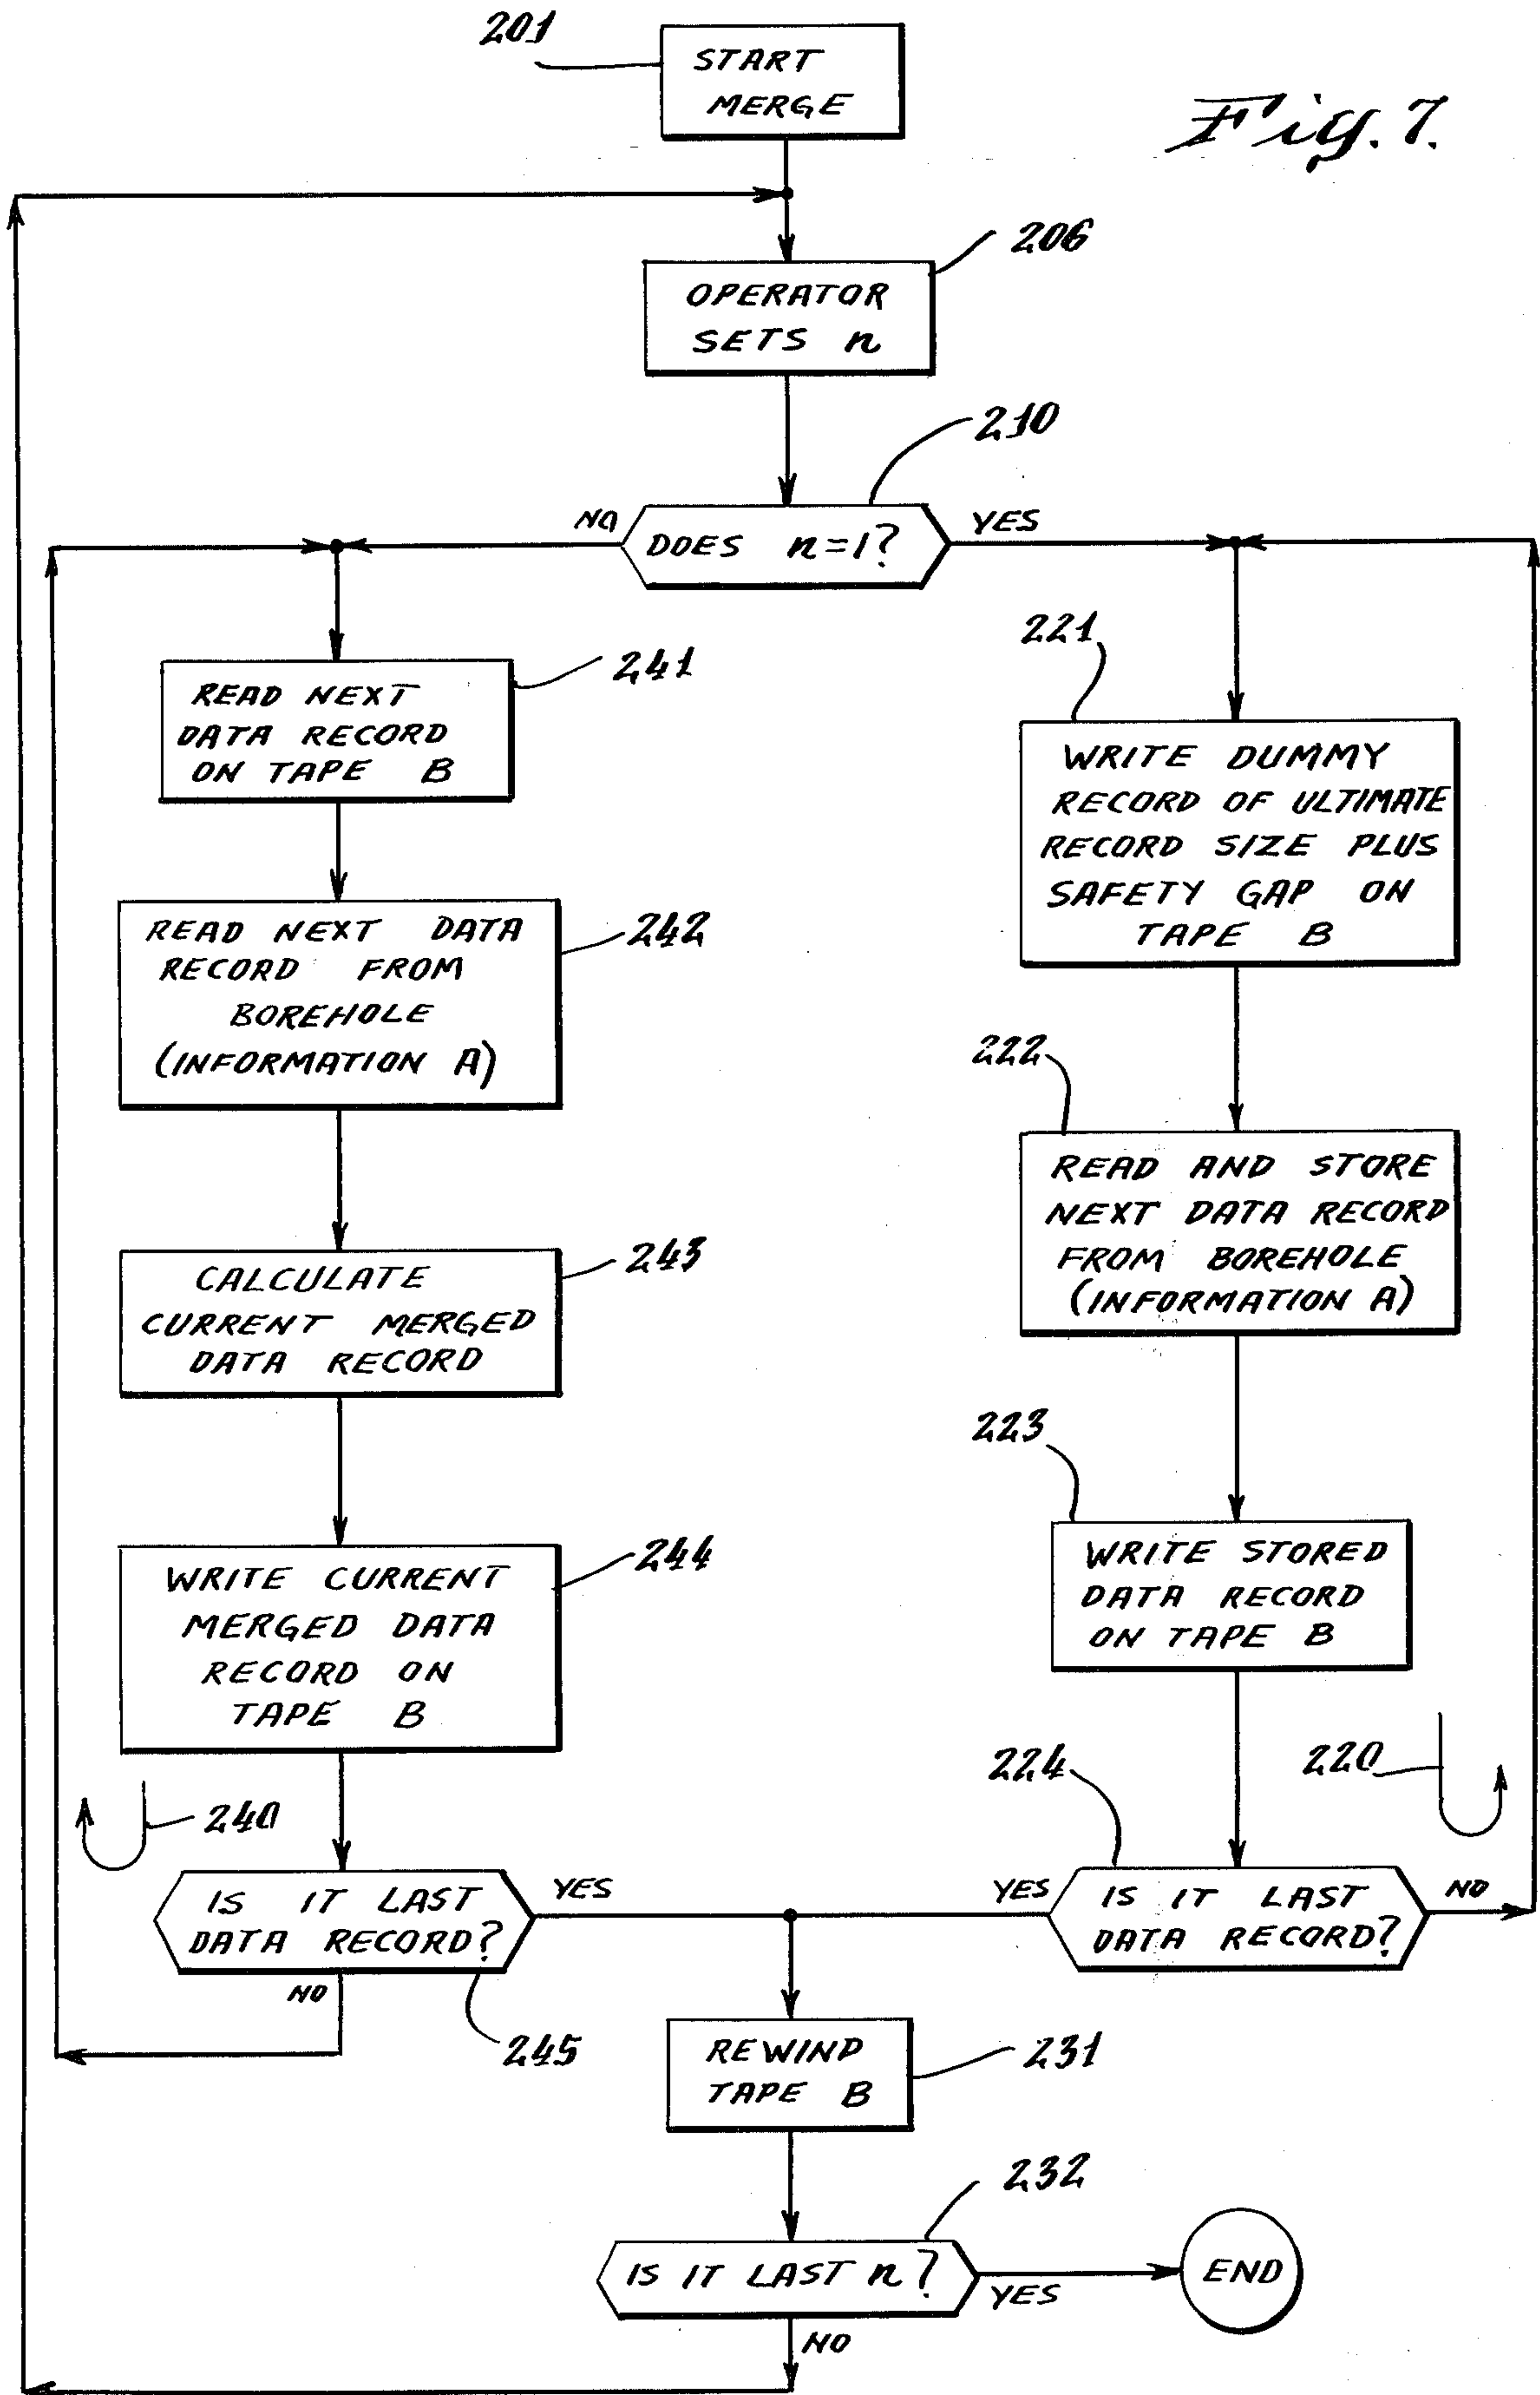 201
START
MERGE
Fig. 7.
206
OPERATOR
SETS n
210
NO
DOES n=1?
YES
241
READ NEXT
DATA RECORD
ON TAPE B
221
WRITE DUMMY
RECORD OF ULTIMATE
RECORD SIZE PLUS
SAFETY GAP ON
TAPE B
242
READ NEXT DATA
RECORD FROM
BOREHOLE
(INFORMATION A)
222
READ AND STORE
NEXT DATA RECORD
FROM BOREHOLE
(INFORMATION A)
243
CALCULATE
CURRENT MERGED
DATA RECORD
223
WRITE STORED
DATA RECORD
ON TAPE B
244
WRITE CURRENT
MERGED DATA
RECORD ON
TAPE B
240
224
220
IS IT LAST
DATA RECORD?
YES
NO
245
YES
IS IT LAST
DATA RECORD?
NO
REWIND
TAPE B
231
232
IS IT LAST n?
YES
END
NO